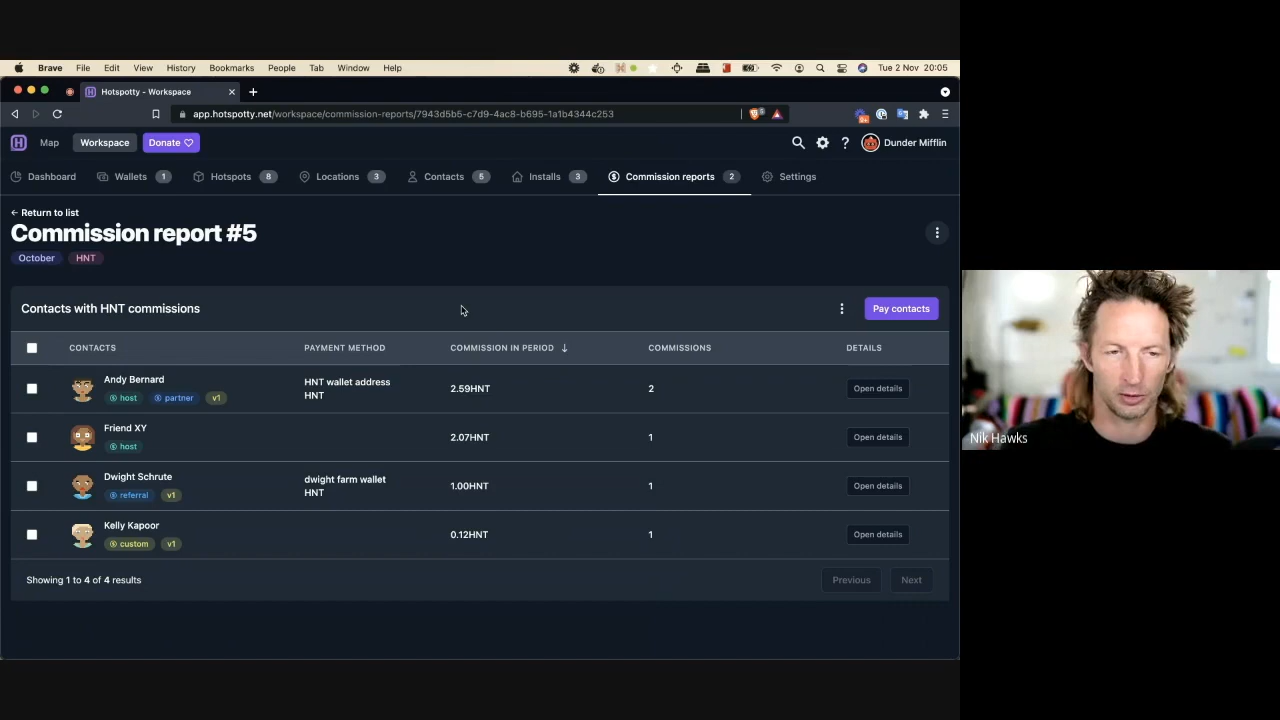 Brave File Edit View History Bookmarks People Tab Window Help Tue 2 Nov 20:05
Hotspotty - Workspace
app.hotspotty.net/workspace/commission-reports/7943d5b5-c7d9-4ac8-b695-1a1b4344c253
Map Workspace Donate Dunder Mifflin
Dashboard Wallets 1 Hotspots 8 Locations 3 Contacts 5 Installs 3 Commission reports 2 Settings
← Return to list
Commission report #5
October HNT
Contacts with HNT commissions Pay contacts
CONTACTS PAYMENT METHOD COMMISSION IN PERIOD ↓ COMMISSIONS DETAILS
Andy Bernard
host partner v1
HNT wallet address
HNT
2.59HNT 2 Open details
Friend XY
host
2.07HNT 1 Open details
Dwight Schrute
referral v1
dwight farm wallet
HNT
1.00HNT 1 Open details
Kelly Kapoor
custom v1
0.12HNT 1 Open details
Showing 1 to 4 of 4 results Previous Next
Nik Hawks